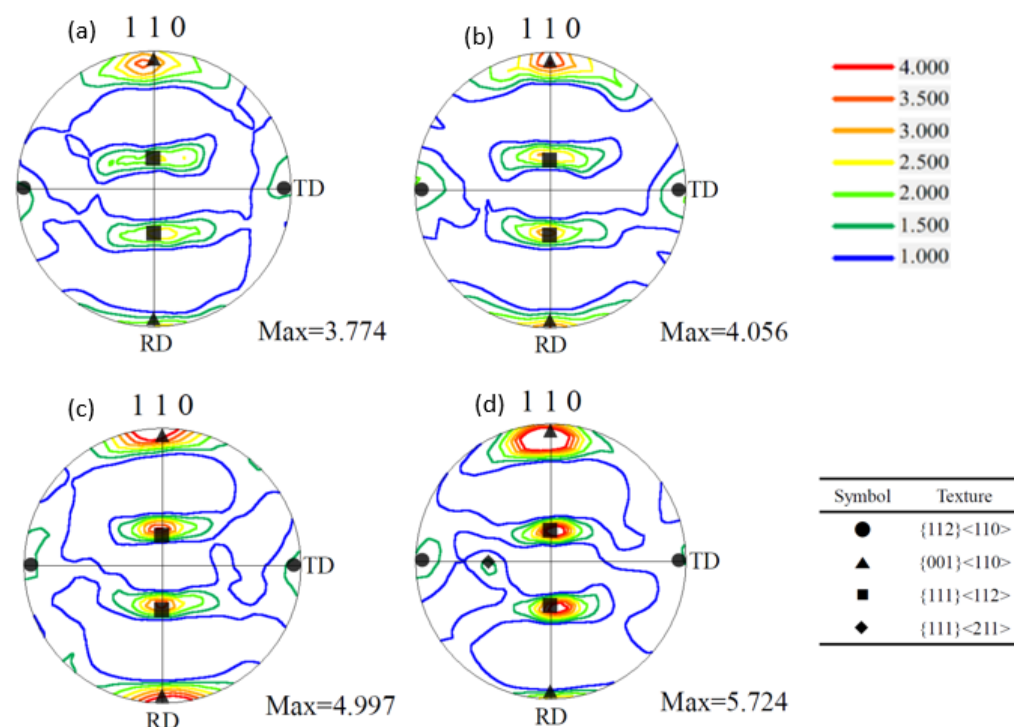 (a)
1 1 0
TD
RD
Max=3.774
(b)
1 1 0
TD
RD
Max=4.056
4.000
3.500
3.000
2.500
2.000
1.500
1.000
(c)
1 1 0
TD
RD
Max=4.997
(d)
1 1 0
TD
RD
Max=5.724
Symbol Texture
● {112}<110>
▲ {001}<110>
■ {111}<112>
◆ {111}<211>